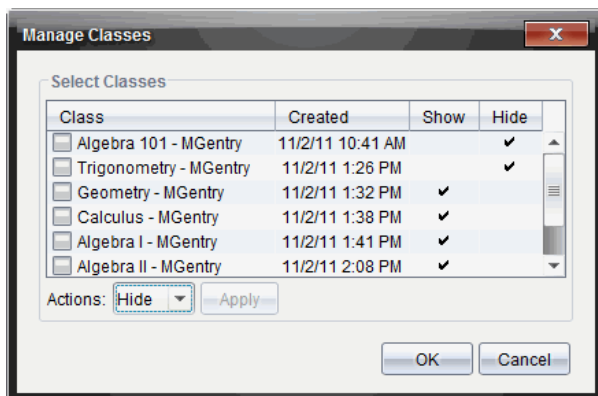 Manage Classes
Select Classes
Class Created Show Hide
Algebra 101 - MGentry 11/2/11 10:41 AM ✔
Trigonometry - MGentry 11/2/11 1:26 PM ✔
Geometry - MGentry 11/2/11 1:32 PM ✔
Calculus - MGentry 11/2/11 1:38 PM ✔
Algebra I - MGentry 11/2/11 1:41 PM ✔
Algebra II - MGentry 11/2/11 2:08 PM ✔
Actions: Hide Apply
OK Cancel